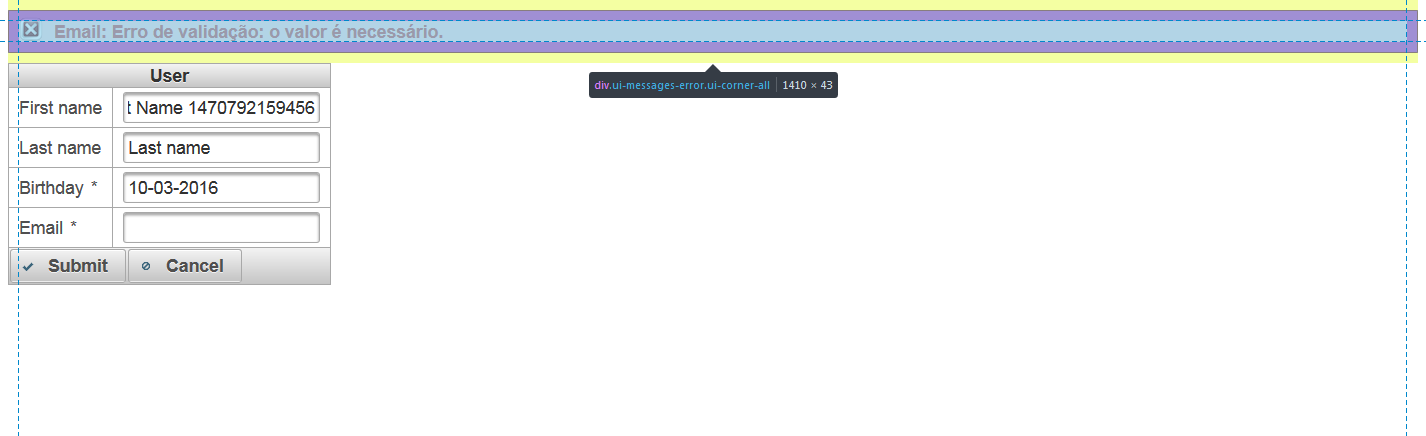 Email: Erro de validação: o valor é necessário.
div.ui-messages-error.ui-corner-all 1410 × 43
User
First name t Name 1470792159456
Last name Last name
Birthday * 10-03-2016
Email *
Submit Cancel